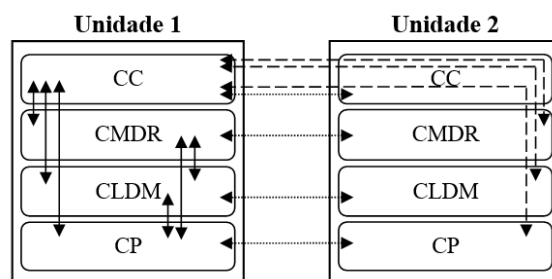 Unidade 1
Unidade 2
CC
CC
CMDR
CMDR
CLDM
CLDM
CP
CP